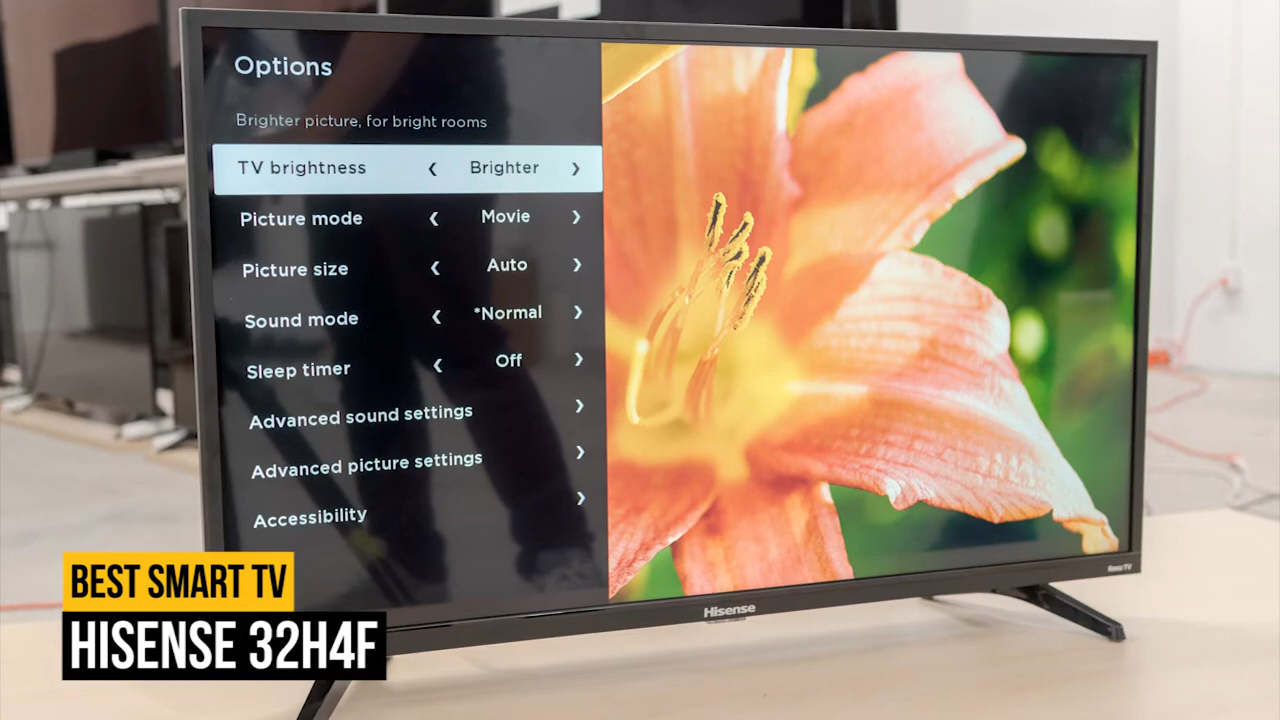 Options
Brighter picture, for bright rooms
TV brightness ‹ Brighter ›
Picture mode ‹ Movie ›
Picture size ‹ Auto ›
Sound mode ‹ *Normal ›
Sleep timer ‹ Off ›
Advanced sound settings ›
Advanced picture settings ›
Accessibility ›
Roku TV
Hisense
BEST SMART TV
HISENSE 32H4F